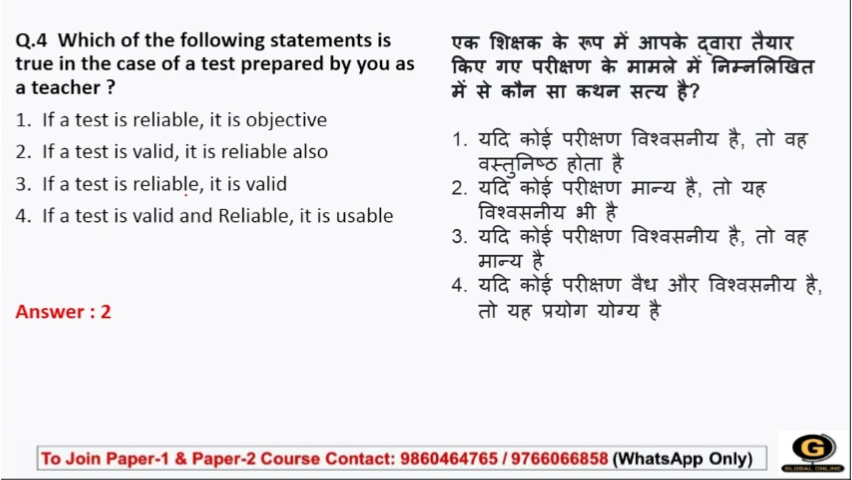 Q.4 Which of the following statements is
true in the case of a test prepared by you as
a teacher ?
1. If a test is reliable, it is objective
2. If a test is valid, it is reliable also
3. If a test is reliable, it is valid
4. If a test is valid and Reliable, it is usable
Answer : 2
एक शिक्षक के रूप में आपके द्वारा तैयार
किए गए परीक्षण के मामले में निम्नलिखित
में से कौन सा कथन सत्य है?
1. यदि कोई परीक्षण विश्वसनीय है, तो वह
वस्तुनिष्ठ होता है
2. यदि कोई परीक्षण मान्य है, तो यह
विश्वसनीय भी है
3. यदि कोई परीक्षण विश्वसनीय है, तो वह
मान्य है
4. यदि कोई परीक्षण वैध और विश्वसनीय है,
तो यह प्रयोग योग्य है
To Join Paper-1 & Paper-2 Course Contact: 9860464765 / 9766066858 (WhatsApp Only)
G
GLOBAL ONLINE